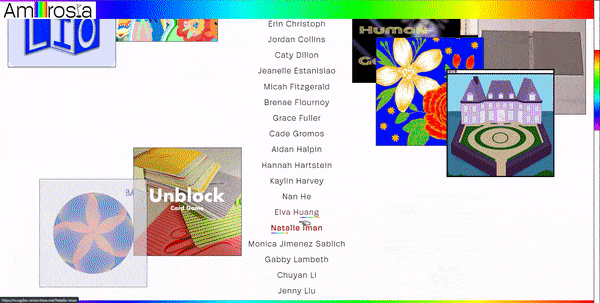 Ambrosia
LIO
Human
Erin Christoph
Jordan Collins
Caty Dillon
Jeanelle Estanislao
Micah Fitzgerald
Brenae Flournoy
Grace Fuller
Cade Gromos
Aidan Halpin
Hannah Hartstein
Kaylin Harvey
Nan He
Elva Huang
Natalie Iman
Monica Jimenez Sablich
Gabby Lambeth
Chuyan Li
Jenny Liu
Unblock
Card Game